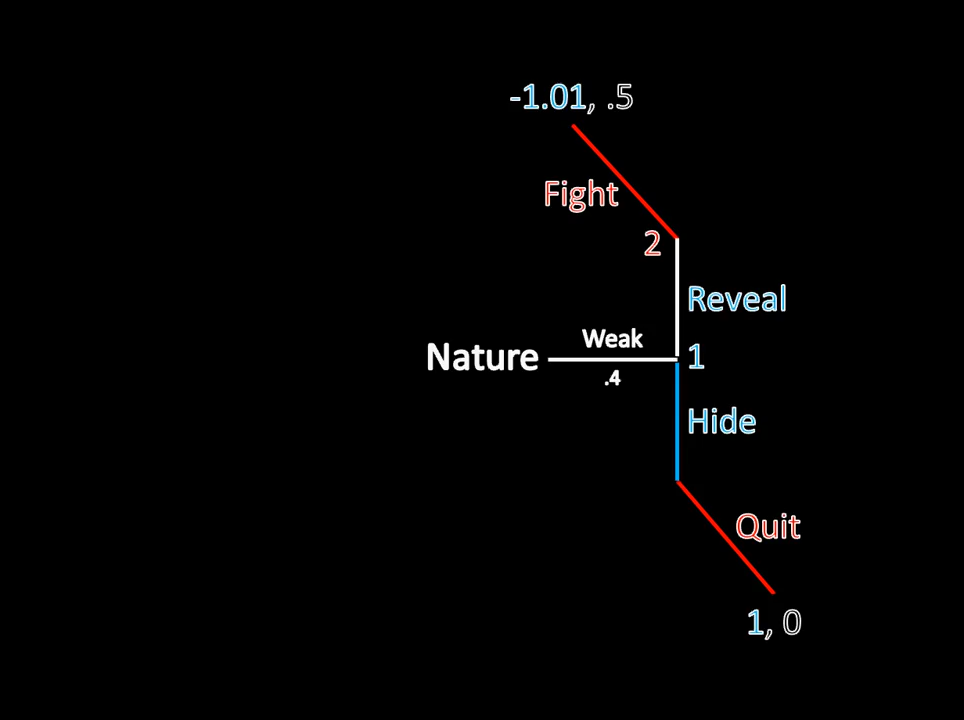 -1.01, .5
Fight
2
Reveal
Weak
Nature
1
.4
Hide
Quit
1, 0